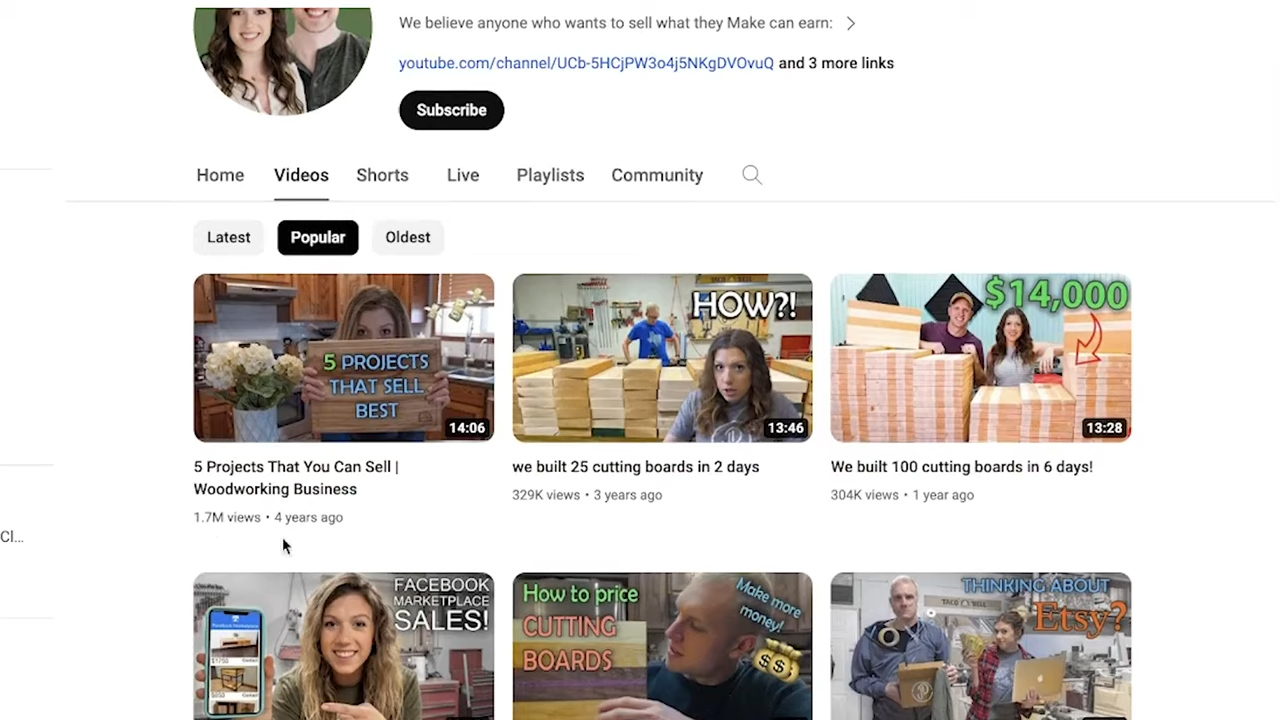 We believe anyone who wants to sell what they Make can earn:
youtube.com/channel/UCb-5HCjPW3o4j5NKgDVOvuQ and 3 more links
Subscribe
Home Videos Shorts Live Playlists Community
Latest Popular Oldest
5 PROJECTS
THAT SELL
BEST
14:06
HOW?!
13:46
$14,000
13:28
5 Projects That You Can Sell |
Woodworking Business
1.7M views • 4 years ago
we built 25 cutting boards in 2 days
329K views • 3 years ago
We built 100 cutting boards in 6 days!
304K views • 1 year ago
Cl...
FACEBOOK
MARKETPLACE
SALES!
How to price
CUTTING
BOARDS
Make more
money!
$$
THINKING ABOUT
Etsy?
TACO BELL